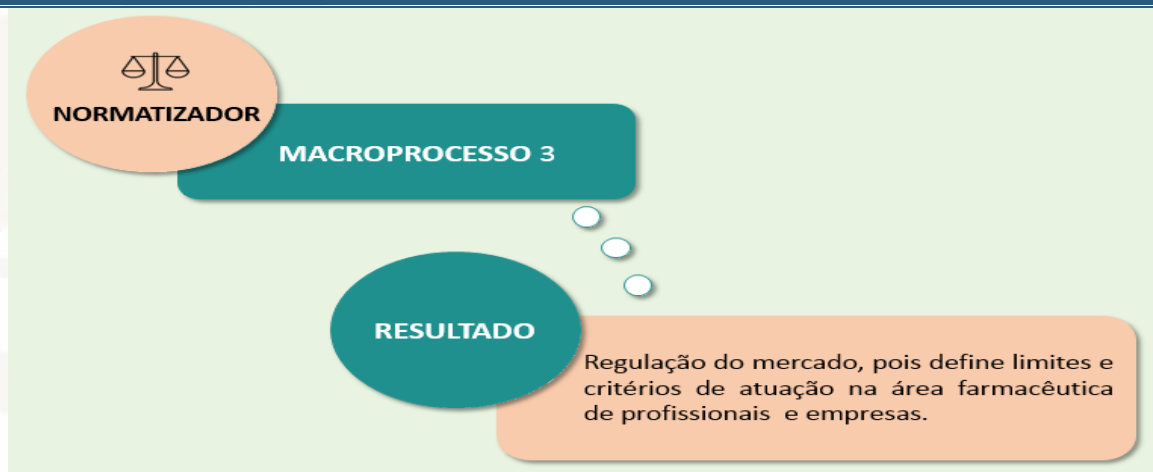 NORMATIZADOR
MACROPROCESSO 3
RESULTADO
Regulação do mercado, pois define limites e
critérios de atuação na área farmacêutica
de profissionais e empresas.